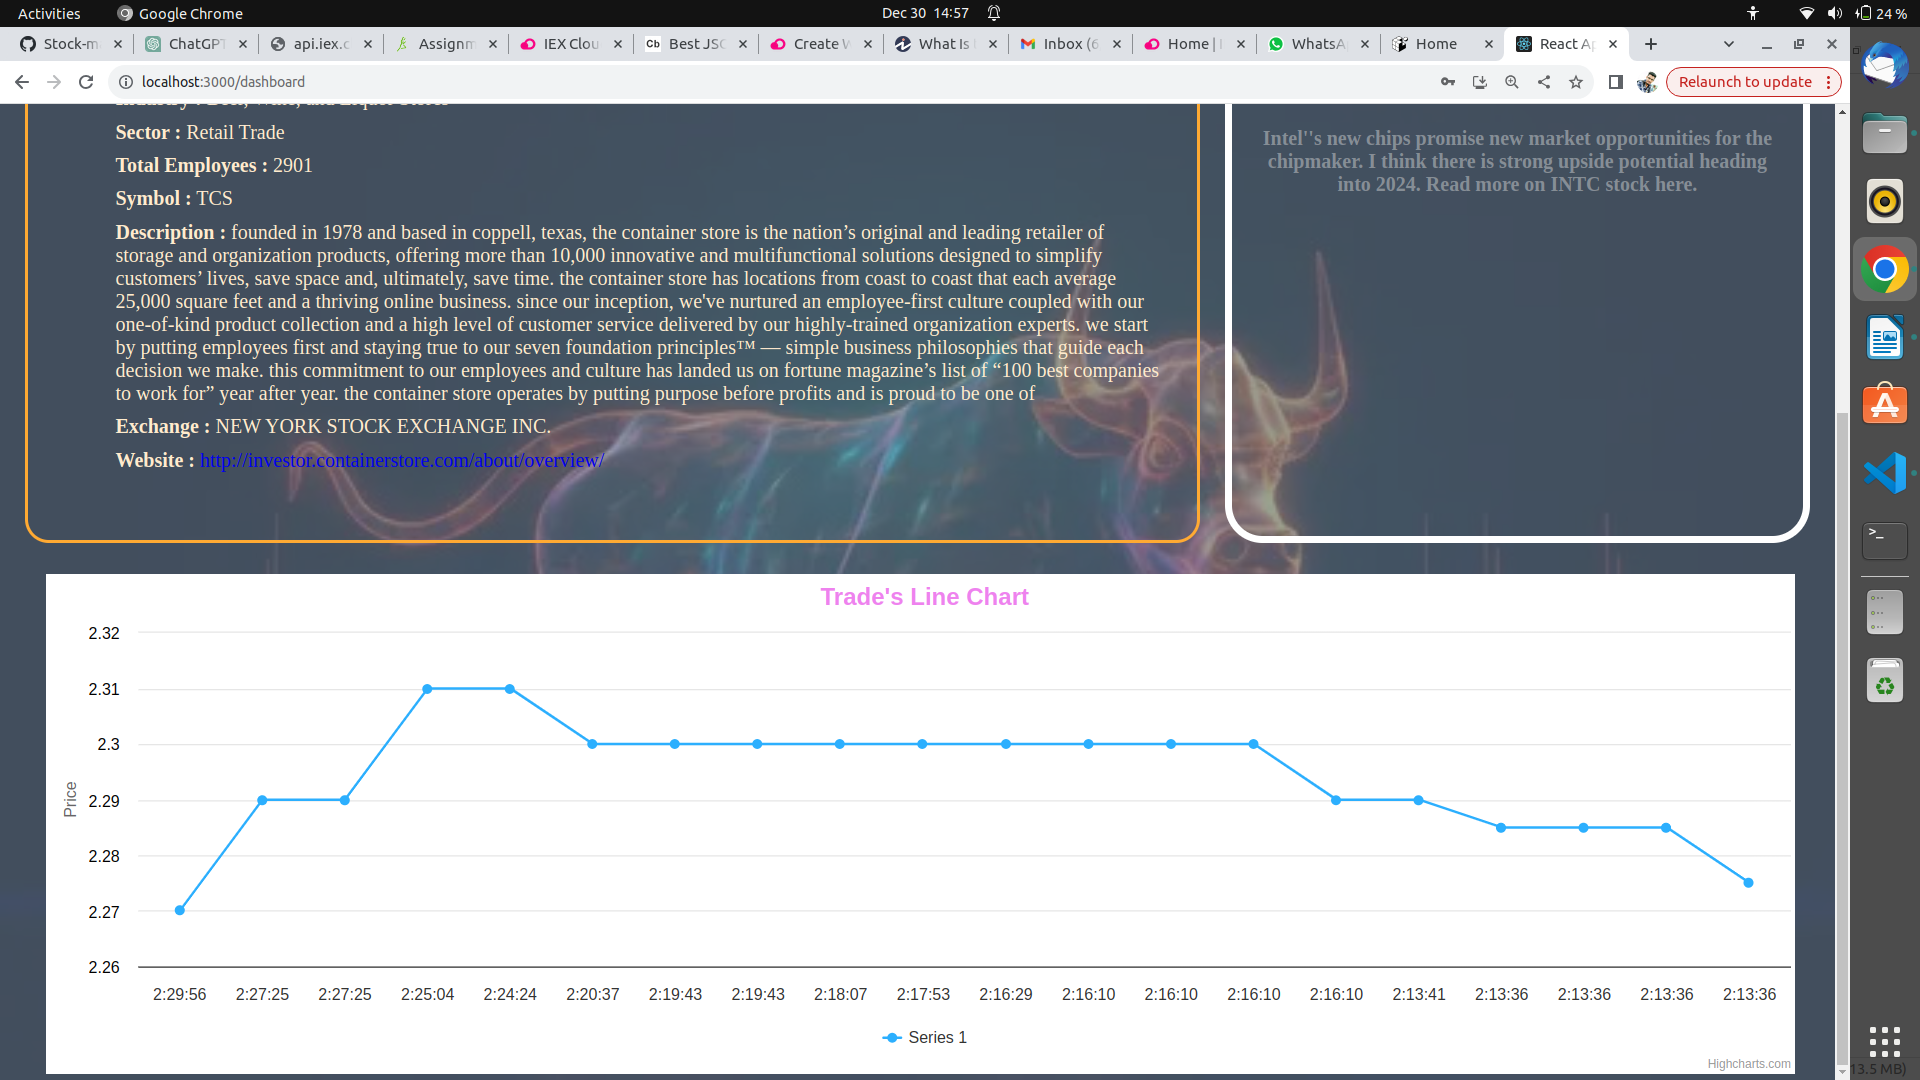 Activities
Google Chrome
Dec 30 14:57
24 %
Stock-m
ChatGPT
api.iex.c
Assignm
IEX Clou
Best JSO
Create W
What Is
Inbox (6
Home |
WhatsA
Home
React Ap
localhost:3000/dashboard
Relaunch to update
Sector : Retail Trade
Total Employees : 2901
Symbol : TCS
Description : founded in 1978 and based in coppell, texas, the container store is the nation’s original and leading retailer of
storage and organization products, offering more than 10,000 innovative and multifunctional solutions designed to simplify
customers’ lives, save space and, ultimately, save time. the container store has locations from coast to coast that each average
25,000 square feet and a thriving online business. since our inception, we've nurtured an employee-first culture coupled with our
one-of-kind product collection and a high level of customer service delivered by our highly-trained organization experts. we start
by putting employees first and staying true to our seven foundation principles™ — simple business philosophies that guide each
decision we make. this commitment to our employees and culture has landed us on fortune magazine’s list of “100 best companies
to work for” year after year. the container store operates by putting purpose before profits and is proud to be one of
Exchange : NEW YORK STOCK EXCHANGE INC.
Website : http://investor.containerstore.com/about/overview/
Intel''s new chips promise new market opportunities for the
chipmaker. I think there is strong upside potential heading
into 2024. Read more on INTC stock here.
Trade's Line Chart
2.32
2.31
2.3
2.29
2.28
2.27
2.26
Price
2:29:56 2:27:25 2:27:25 2:25:04 2:24:24 2:20:37 2:19:43 2:19:43 2:18:07 2:17:53 2:16:29 2:16:10 2:16:10 2:16:10 2:16:10 2:13:41 2:13:36 2:13:36 2:13:36 2:13:36
Series 1
Highcharts.com
13.5 MB)